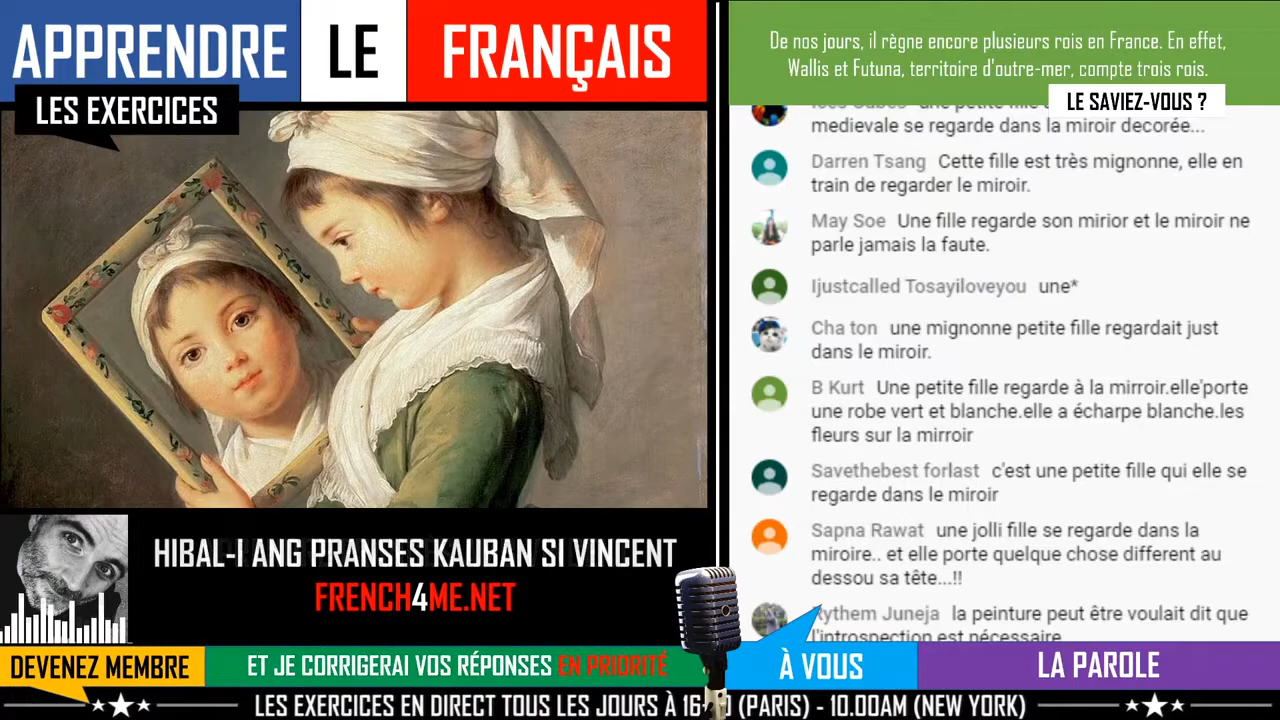 APPRENDRE LE FRANÇAIS
LES EXERCICES
De nos jours, il règne encore plusieurs rois en France. En effet,
Wallis et Futuna, territoire d'outre-mer, compte trois rois.
LE SAVIEZ-VOUS ?
une petite fille
medievale se regarde dans la miroir decorée...
Darren Tsang Cette fille est très mignonne, elle en
train de regarder le miroir.
May Soe Une fille regarde son mirior et le miroir ne
parle jamais la faute.
Ijustcalled Tosayiloveyou une*
Cha ton une mignonne petite fille regardait just
dans le miroir.
B Kurt Une petite fille regarde à la mirroir.elle'porte
une robe vert et blanche.elle a écharpe blanche.les
fleurs sur la mirroir
Savethebest forlast c'est une petite fille qui elle se
regarde dans le miroir
Sapna Rawat une jolli fille se regarde dans la
miroire.. et elle porte quelque chose different au
dessou sa tête...!!
Juneja la peinture peut être voulait dit que
l'introspection est nécessaire
HIBAL-I ANG PRANSES KAUBAN SI VINCENT
FRENCH4ME.NET
DEVENEZ MEMBRE
ET JE CORRIGERAI VOS RÉPONSES EN PRIORITÉ
À VOUS
LA PAROLE
LES EXERCICES EN DIRECT TOUS LES JOURS À (PARIS) - 10.00AM (NEW YORK)